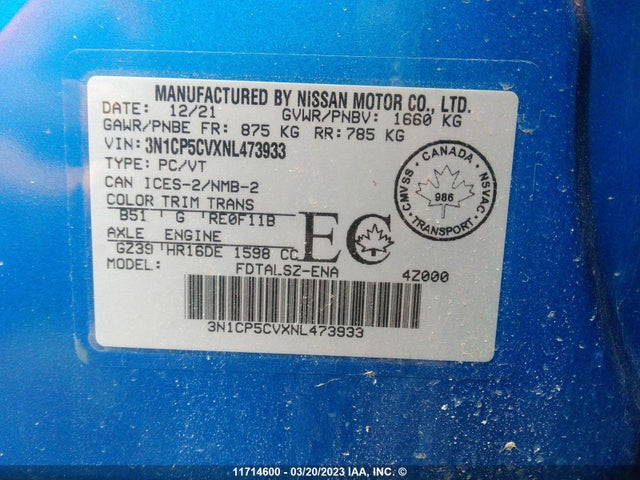 MANUFACTURED BY NISSAN MOTOR CO., LTD.
DATE: 12/21 GVWR/PNBV: 1660 KG
GAWR/PNBE FR: 875 KG RR: 785 KG
VIN: 3N1CP5CVXNL473933
TYPE: PC/VT
CAN ICES-2/NMB-2
COLOR TRIM TRANS
B51 G RE0F11B
AXLE ENGINE
GZ39 HR16DE 1598 CC
MODEL: FDTALSZ-ENA 4Z000
EC
CANADA
CMVSS NSVAC
986
TRANSPORT
3N1CP5CVXNL473933
11714600 - 03/20/2023 IAA, INC. ©